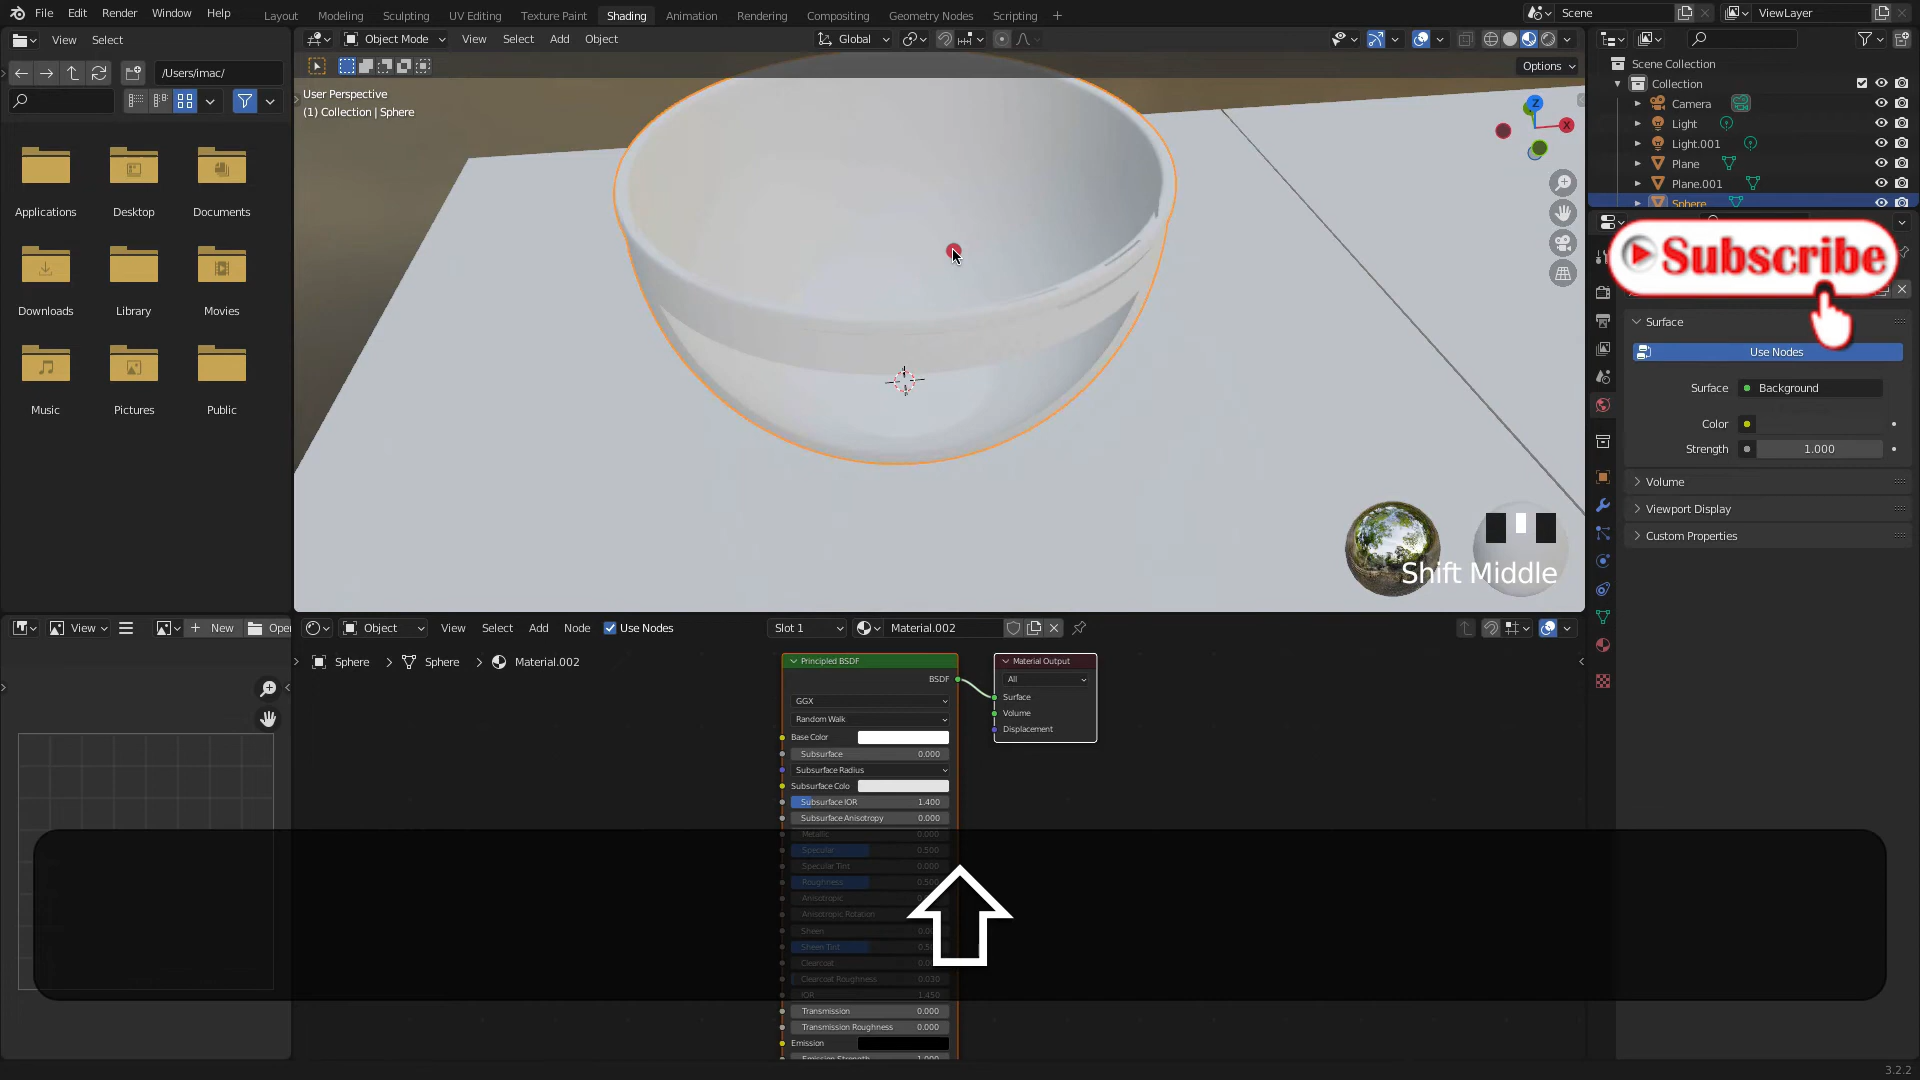 File Edit Render Window Help Layout Modeling Sculpting UV Editing Texture Paint Shading Animation Rendering Compositing Geometry Nodes Scripting + Scene ViewLayer
View Select Object Mode View Select Add Object Global
/Users/imac/ Options
User Perspective
(1) Collection | Sphere
Applications Desktop Documents
Downloads Library Movies
Music Pictures Public
Scene Collection
Collection
Camera
Light
Light.001
Plane
Plane.001
Sphere
Z
X
Subscribe
Surface
Use Nodes
Surface Background
Color
Strength 1.000
Volume
Viewport Display
Custom Properties
Shift Middle
View New Open Object View Select Add Node Use Nodes Slot 1 Material.002
Sphere > Sphere > Material.002
Principled BSDF
BSDF
GGX
Random Walk
Base Color
Subsurface 0.000
Subsurface Radius
Subsurface Colo
Subsurface IOR 1.400
Subsurface Anisotropy 0.000
Metallic 0.000
Specular 0.500
Specular Tint 0.000
Roughness 0.500
Anisotropic
Anisotropic Rotation
Sheen
Sheen Tint
Clearcoat
Clearcoat Roughness 0.030
IOR 1.450
Transmission 0.000
Transmission Roughness 0.000
Emission
Emission Strength 1.000
Material Output
All
Surface
Volume
Displacement
3.2.2